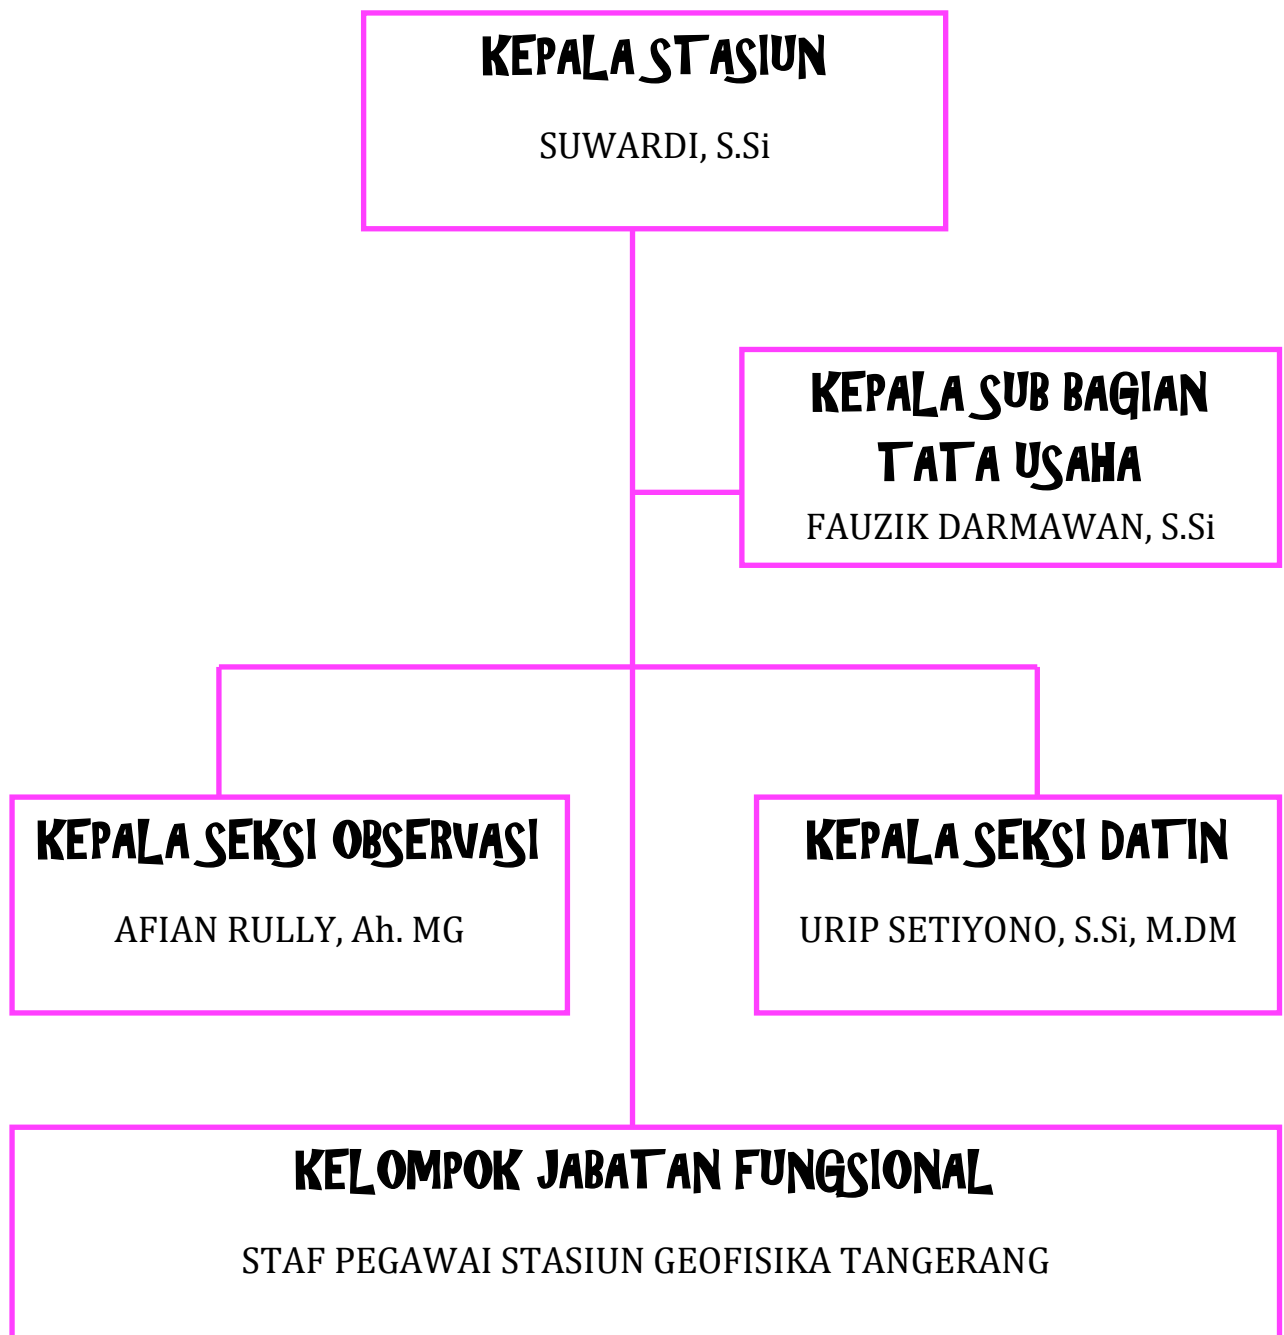 KEPALA STASIUN
SUWARDI, S.Si
KEPALA SUB BAGIAN
TATA USAHA
FAUZIK DARMAWAN, S.Si
KEPALA SEKSI OBSERVASI
AFIAN RULLY, Ah. MG
KEPALA SEKSI DATIN
URIP SETIYONO, S.Si, M.DM
KELOMPOK JABATAN FUNGSIONAL
STAF PEGAWAI STASIUN GEOFISIKA TANGERANG